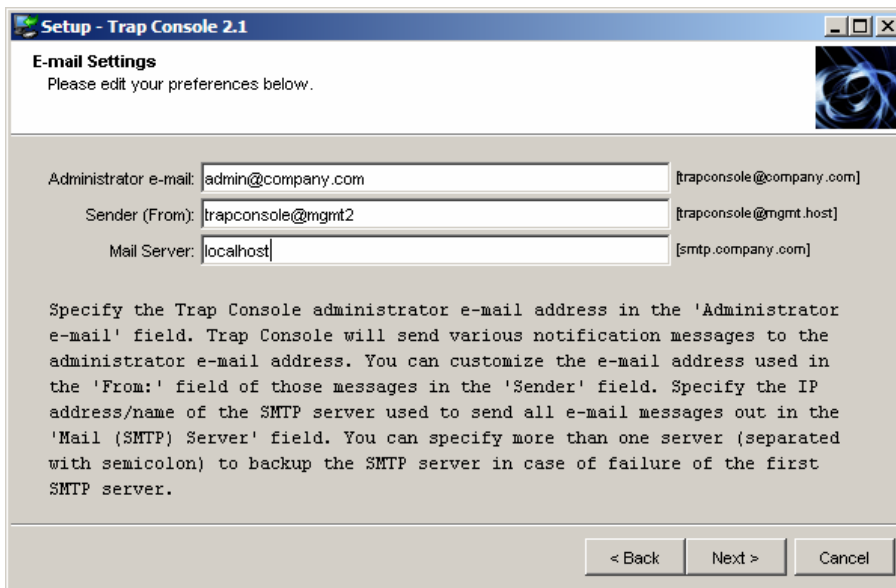 Setup - Trap Console 2.1
E-mail Settings
Please edit your preferences below.
Administrator e-mail: admin@company.com [trapconsole@company.com]
Sender (From): trapconsole@mgmt2 [trapconsole@mgmt.host]
Mail Server: localhost [smtp.company.com]
Specify the Trap Console administrator e-mail address in the 'Administrator
e-mail' field. Trap Console will send various notification messages to the
administrator e-mail address. You can customize the e-mail address used in
the 'From:' field of those messages in the 'Sender' field. Specify the IP
address/name of the SMTP server used to send all e-mail messages out in the
'Mail (SMTP) Server' field. You can specify more than one server (separated
with semicolon) to backup the SMTP server in case of failure of the first
SMTP server.
< Back Next > Cancel